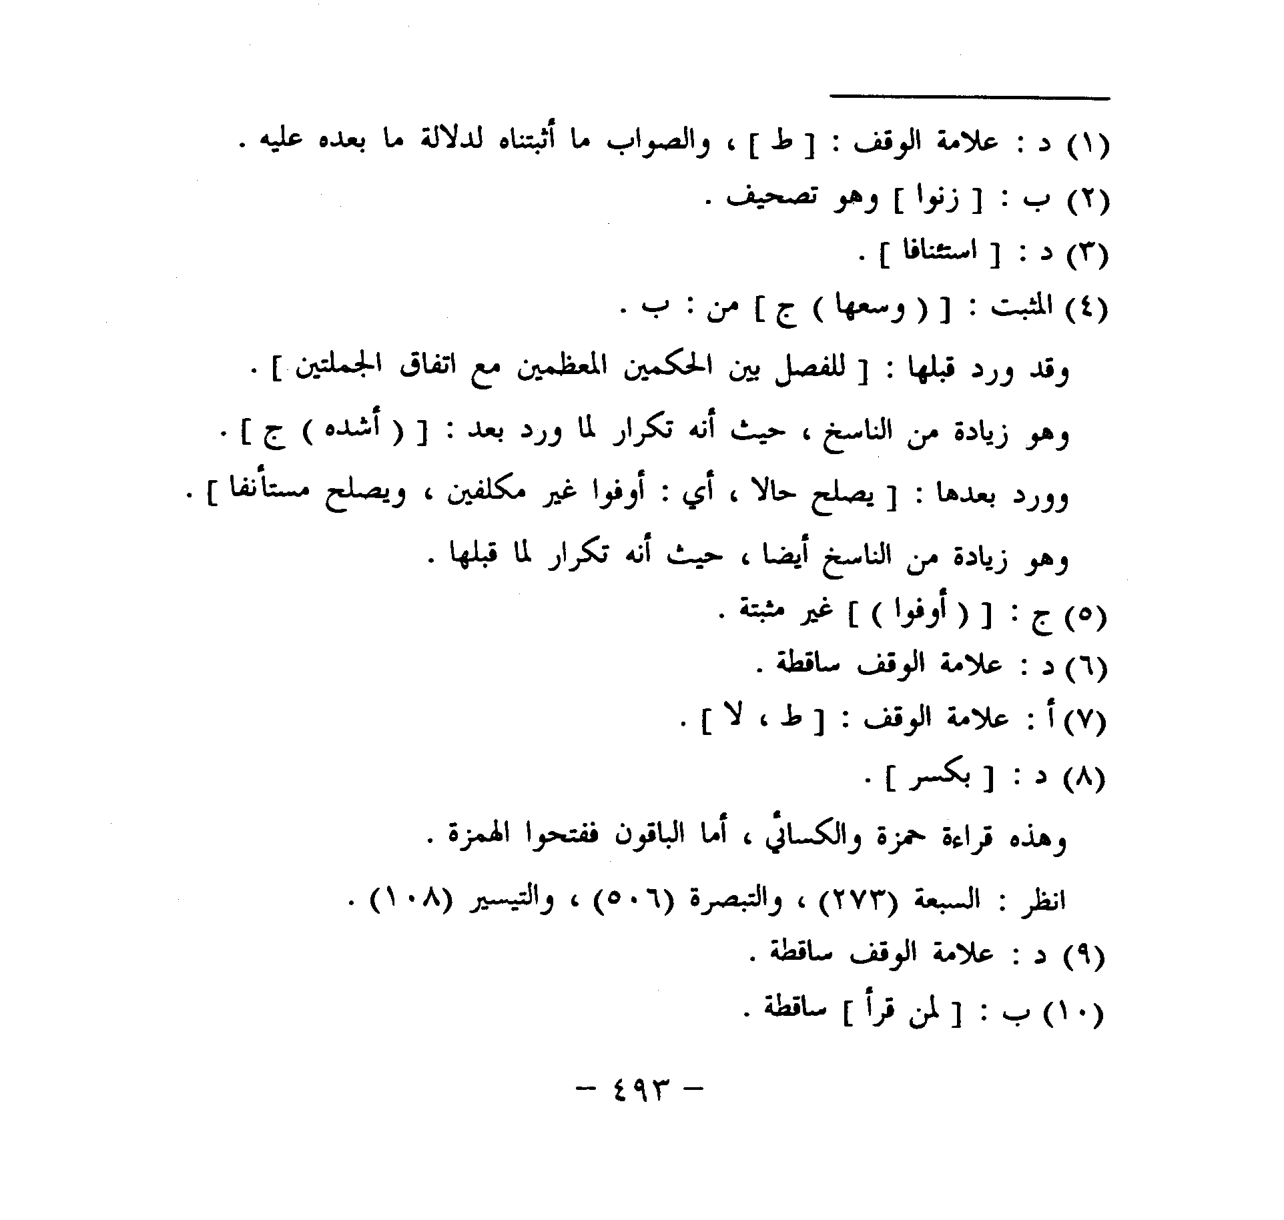 (١) د : علامة الوقف : [ ط ] ، والصواب ما أثبتناه لدلالة ما بعده عليه .
(٢) ب : [ زنوا ] وهو تصحيف .
(٣) د : [ استئنافا ] .
(٤) المثبت : [ ( وسعها ) ج ] من : ب .
وقد ورد قبلها : [ للفصل بين الحكمين المعظمين مع اتفاق الجملتين ] .
وهو زيادة من الناسخ ، حيث أنه تكرار لما ورد بعد : [ ( أشده ) ج ] .
وورد بعدها : [ يصلح حالا ، أي : أوفوا غير مكلفين ، ويصلح مستأنفا ] .
وهو زيادة من الناسخ أيضا ، حيث أنه تكرار لما قبلها .
(٥) ج : [ ( أوفوا ) ] غير مثبتة .
(٦) د : علامة الوقف ساقطة .
(٧) أ : علامة الوقف : [ ط ، لا ] .
(٨) د : [ بكسر ] .
وهذه قراءة حمزة والكسائي ، أما الباقون ففتحوا الهمزة .
انظر : السبعة (٢٧٣) ، والتبصرة (٥٠٦) ، والتيسير (١٠٨) .
(٩) د : علامة الوقف ساقطة .
(١٠) ب : [ لمن قرأ ] ساقطة .
– ٤٩٣ –